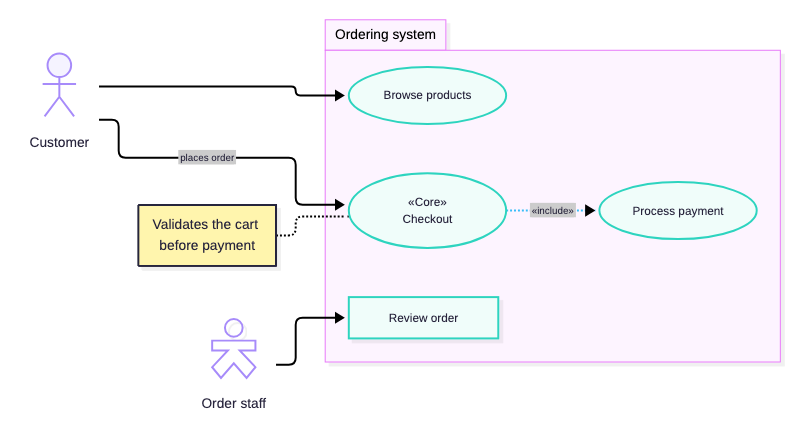 Ordering system
Browse products
Customer
places order
«Core»
Checkout
«include»
Process payment
Validates the cart
before payment
Review order
Order staff